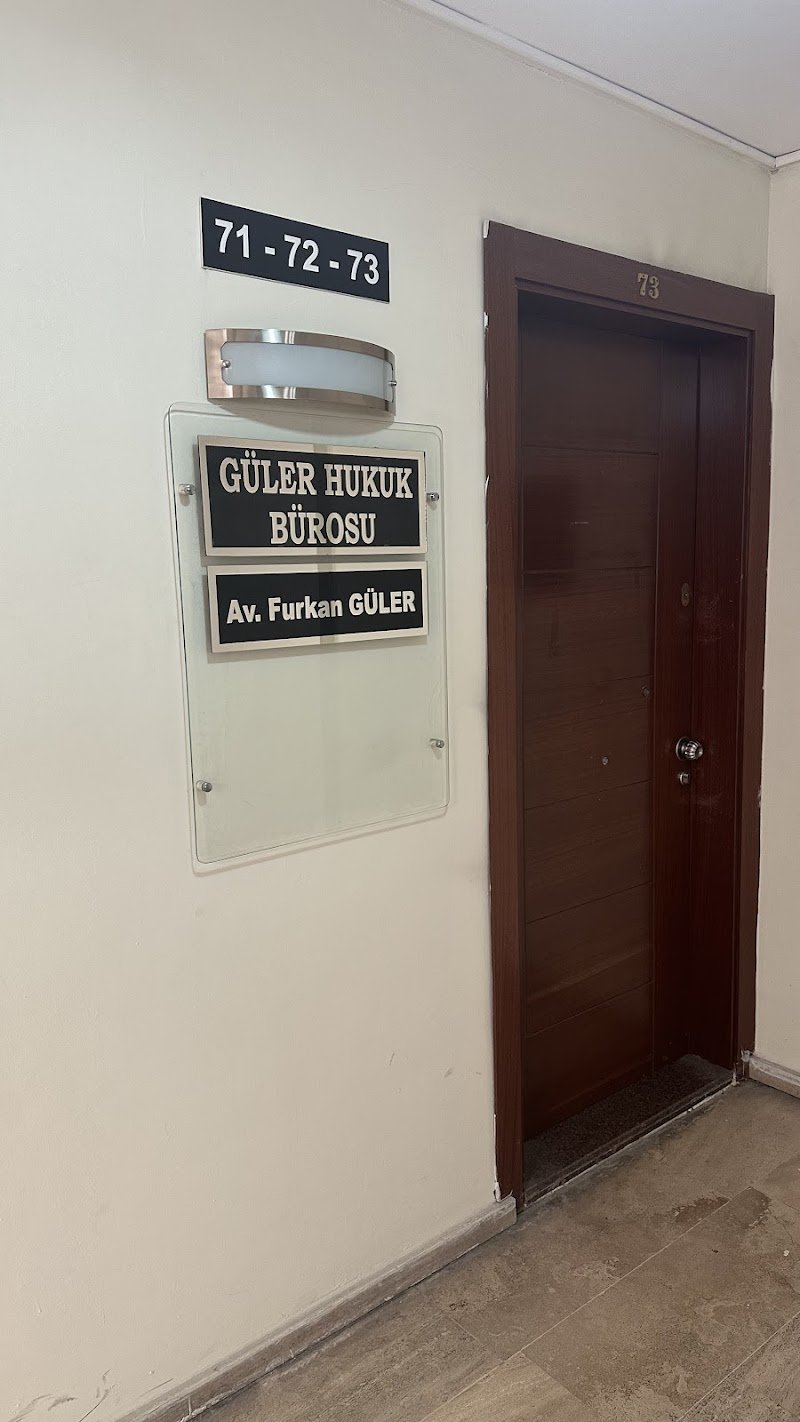 71 - 72 - 73
73
GÜLER HUKUK
BÜROSU
Av. Furkan GÜLER